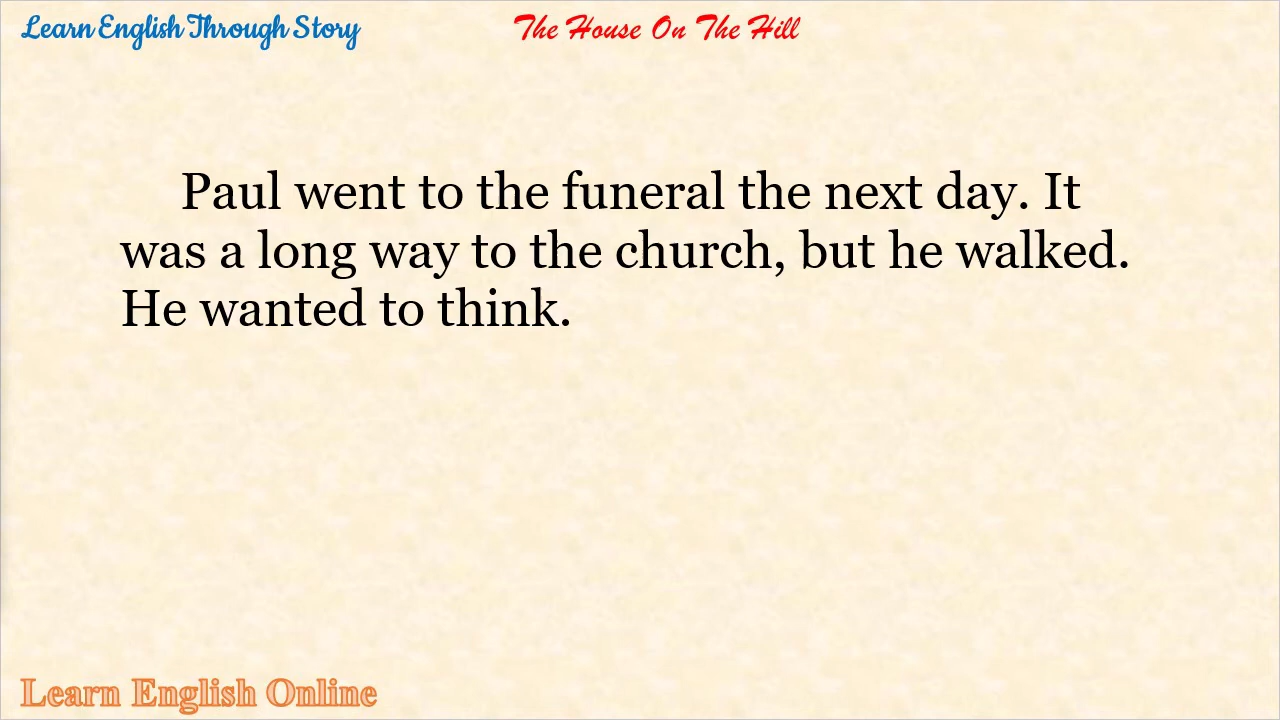 Learn English Through Story
The House On The Hill
Paul went to the funeral the next day. It
was a long way to the church, but he walked.
He wanted to think.
Learn English Online